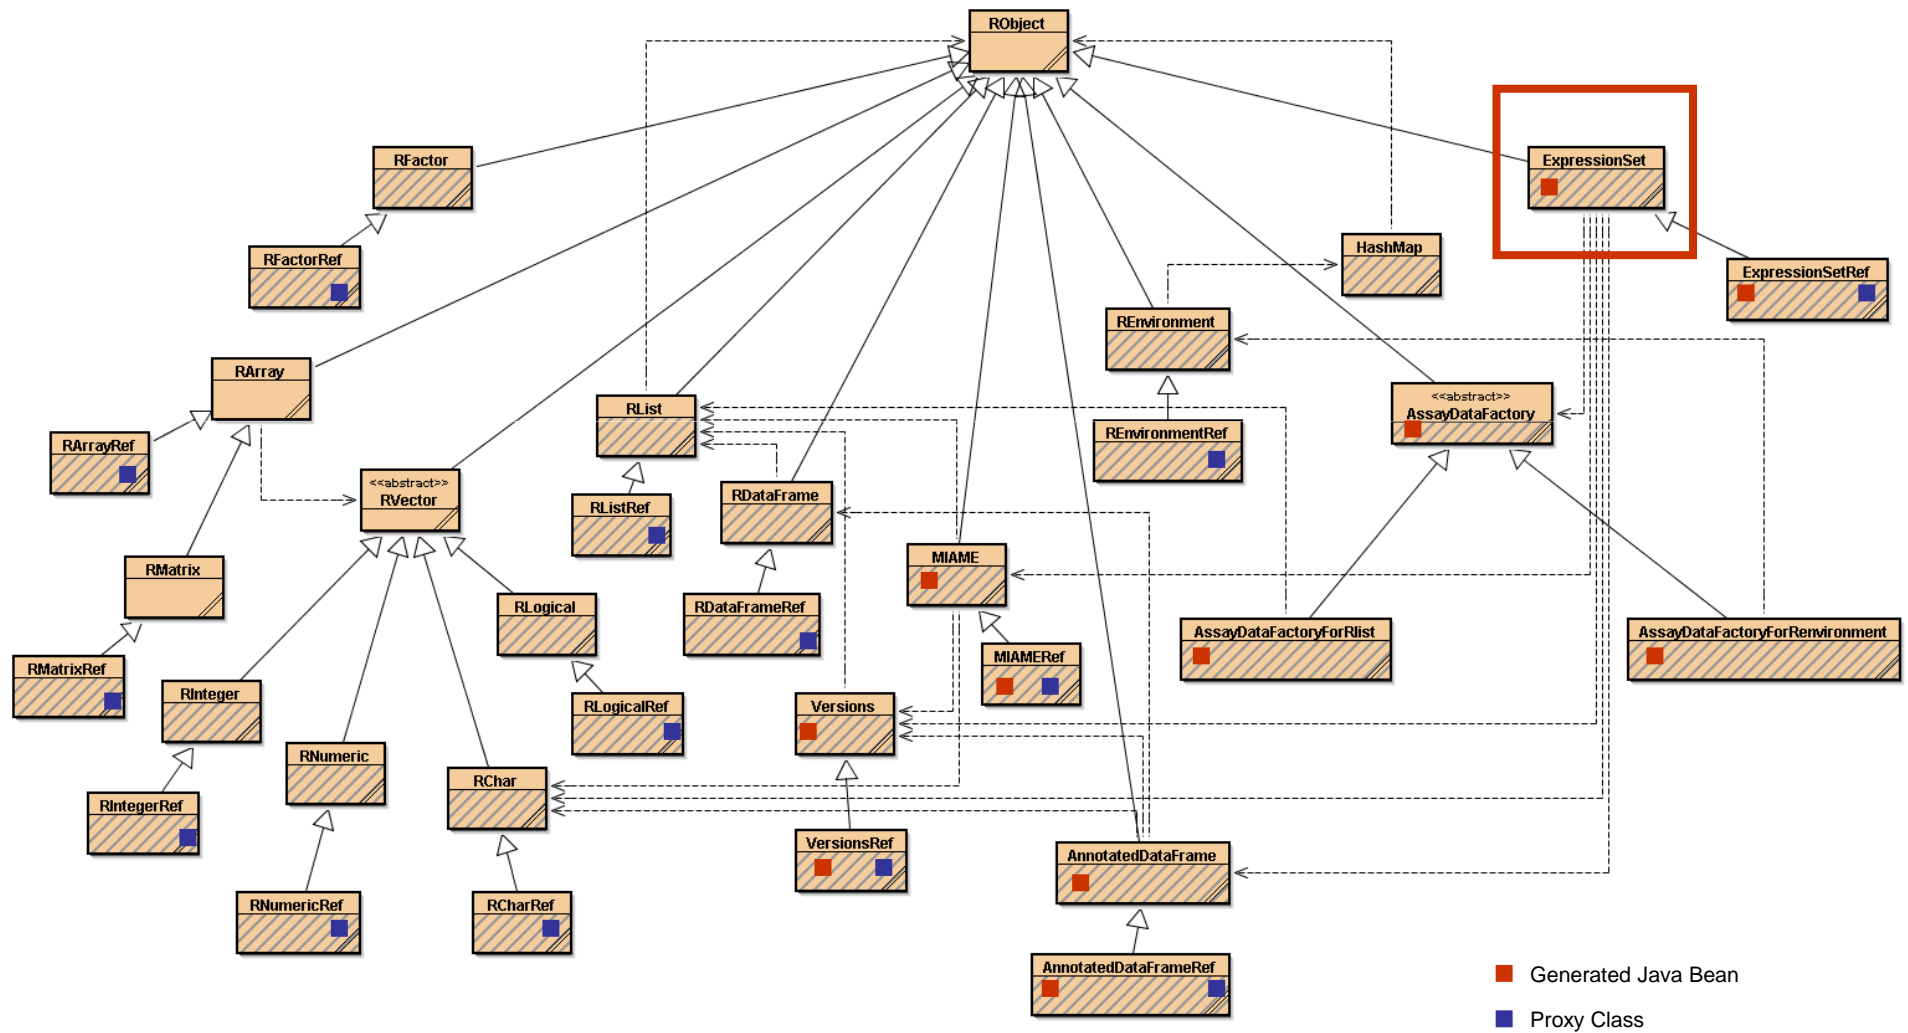 RObject
RFactor
ExpressionSet
RFactorRef
HashMap
ExpressionSetRef
REnvironment
RArray
<<abstract>>
AssayDataFactory
RList
RArrayRef
REnvironmentRef
<<abstract>>
RVector
RDataFrame
RListRef
MIAME
RMatrix
RLogical
RDataFrameRef
AssayDataFactoryForRlist
AssayDataFactoryForRenvironment
MIAMERef
RMatrixRef
RInteger
RLogicalRef
Versions
RNumeric
RChar
RIntegerRef
VersionsRef
AnnotatedDataFrame
RNumericRef
RCharRef
AnnotatedDataFrameRef
Generated Java Bean
Proxy Class